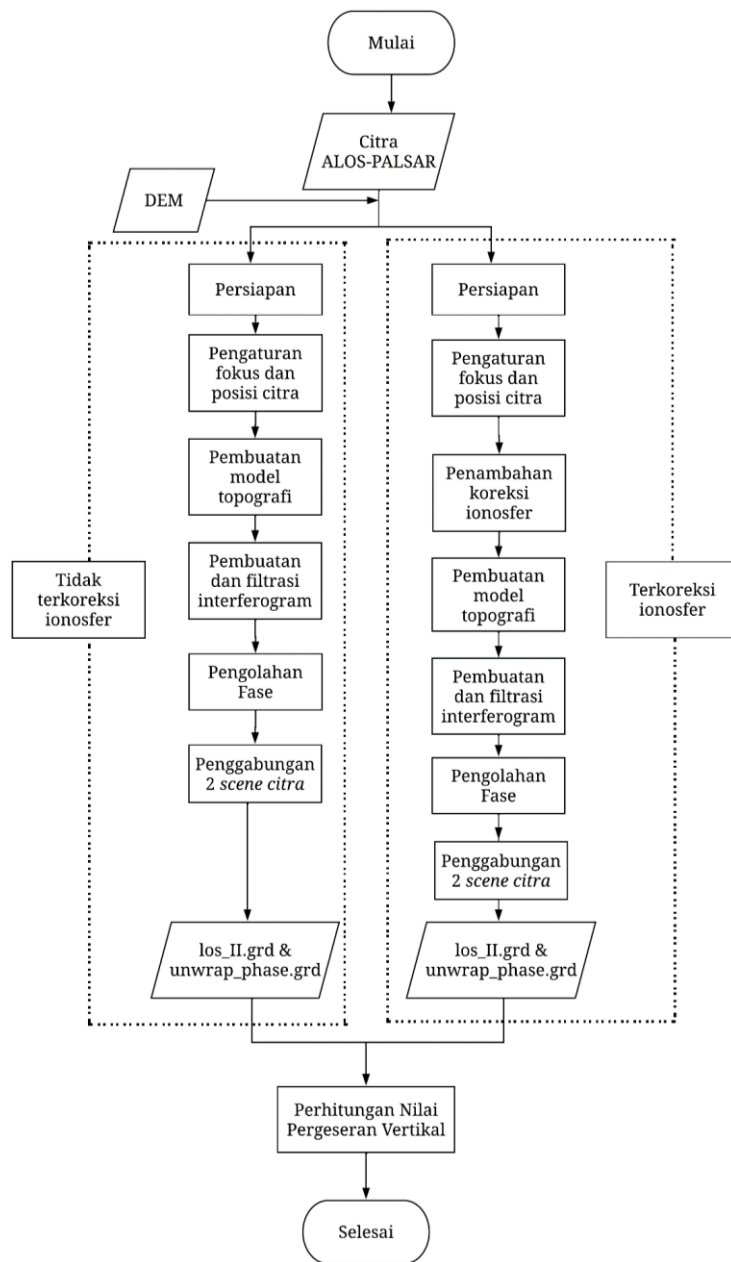 Mulai
Citra
ALOS-PALSAR
DEM
Tidak
terkoreksi
ionosfer
Persiapan
Pengaturan
fokus dan
posisi citra
Pembuatan
model
topografi
Pembuatan
dan filtrasi
interferogram
Pengolahan
Fase
Penggabungan
2 scene citra
los_II.grd &
unwrap_phase.grd
Persiapan
Pengaturan
fokus dan
posisi citra
Penambahan
koreksi
ionosfer
Pembuatan
model
topografi
Pembuatan
dan filtrasi
interferogram
Pengolahan
Fase
Penggabungan
2 scene citra
los_II.grd &
unwrap_phase.grd
Terkoreksi
ionosfer
Perhitungan Nilai
Pergeseran Vertikal
Selesai